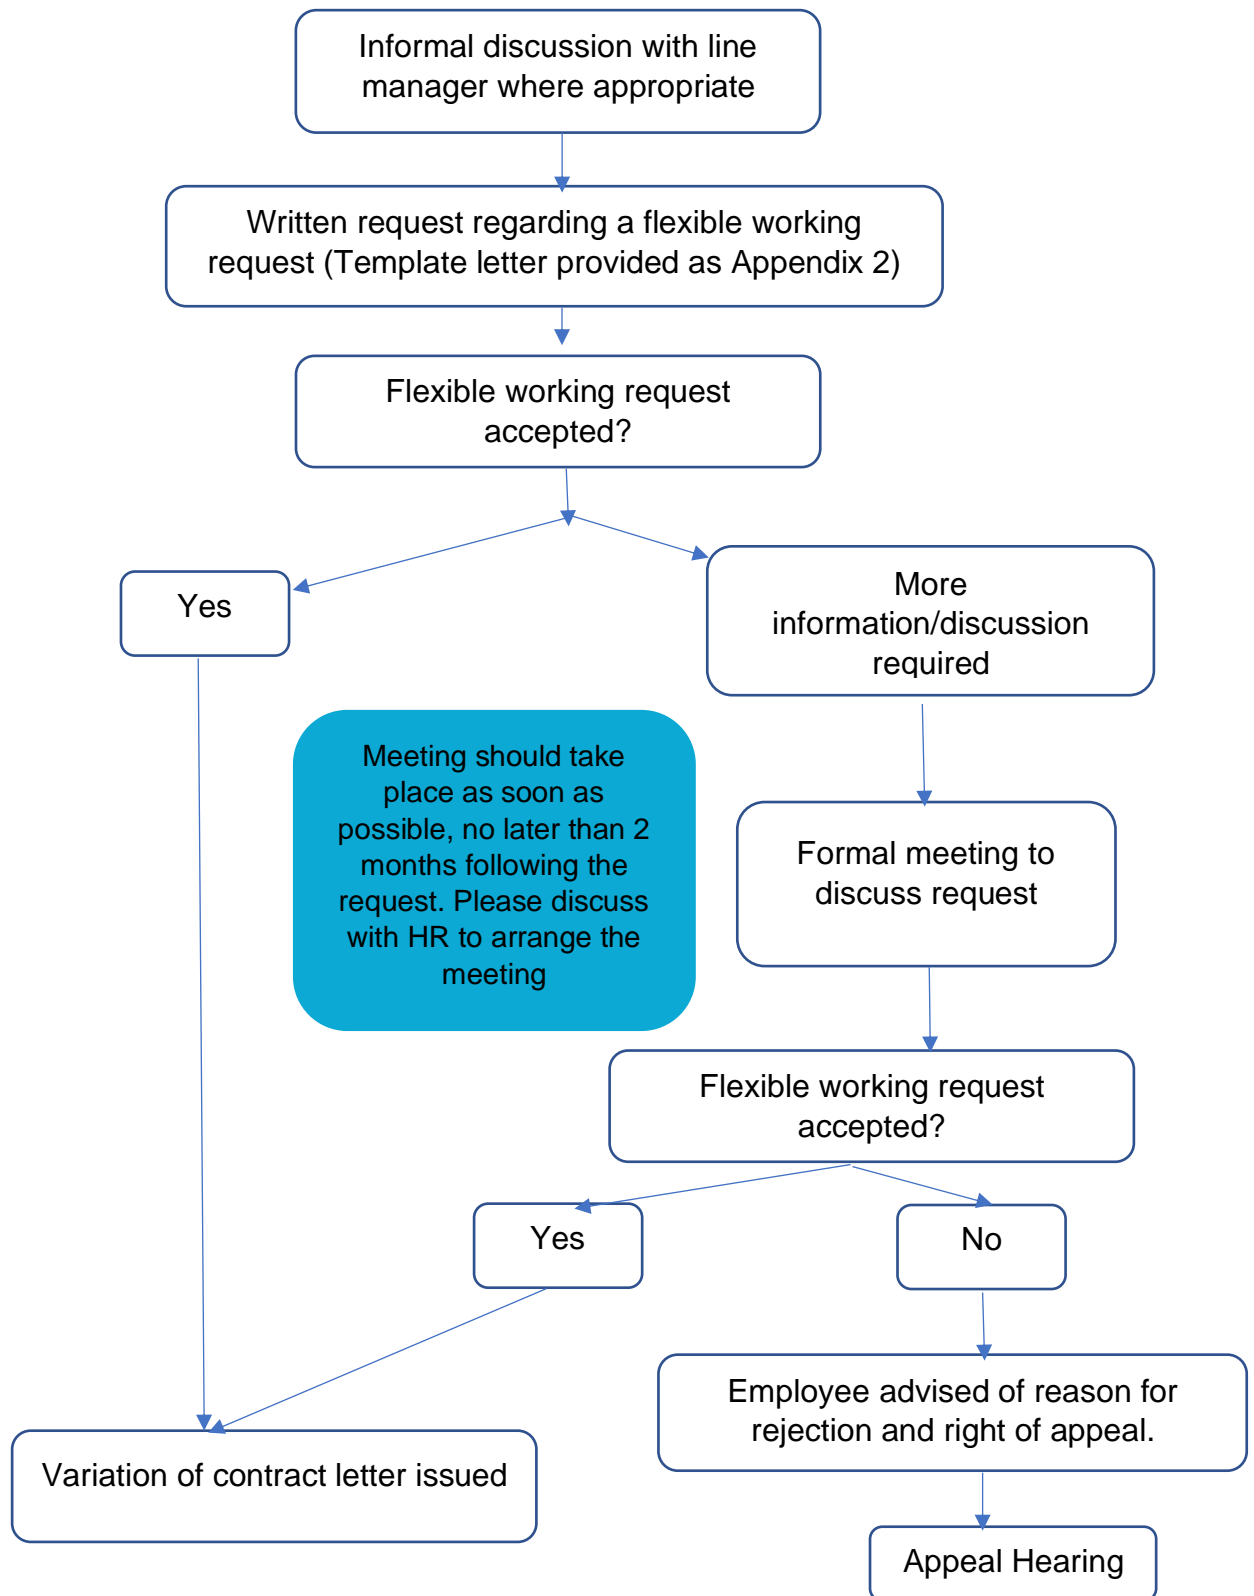 Informal discussion with line
manager where appropriate
Written request regarding a flexible working
request (Template letter provided as Appendix 2)
Flexible working request
accepted?
Yes
More
information/discussion
required
Meeting should take
place as soon as
possible, no later than 2
months following the
request. Please discuss
with HR to arrange the
meeting
Formal meeting to
discuss request
Flexible working request
accepted?
Yes
No
Employee advised of reason for
rejection and right of appeal.
Variation of contract letter issued
Appeal Hearing